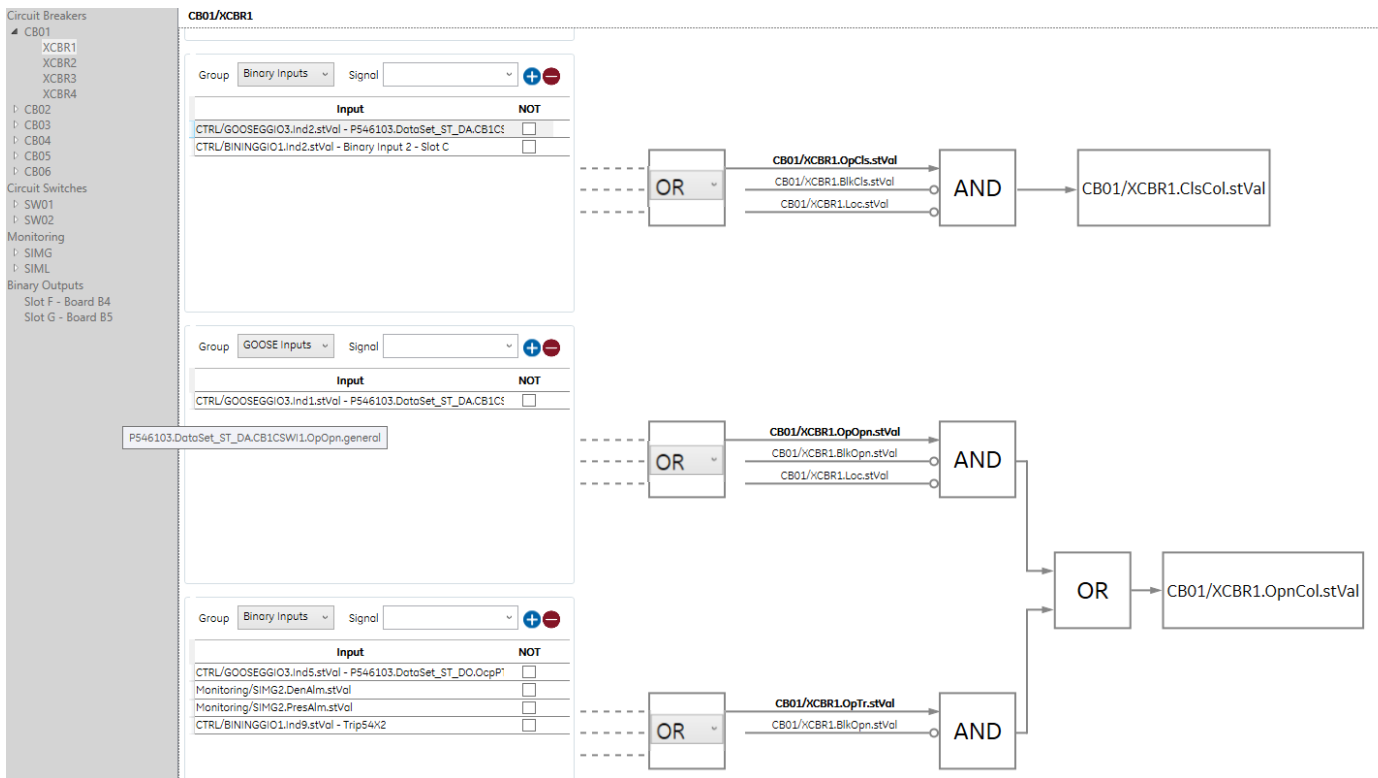 Circuit Breakers
CB01
XCBR1
XCBR2
XCBR3
XCBR4
CB02
CB03
CB04
CB05
CB06
Circuit Switches
SW01
SW02
Monitoring
SIMG
SIML
Binary Outputs
Slot F - Board B4
Slot G - Board B5
CB01/XCBR1
Group Binary Inputs Signal
Input NOT
CTRL/GOOSEGGIO3.Ind2.stVal - P546103.DataSet_ST_DA.CB1CS
CTRL/BININGGIO1.Ind2.stVal - Binary Input 2 - Slot C
OR
CB01/XCBR1.OpCls.stVal
CB01/XCBR1.BlkCls.stVal
CB01/XCBR1.Loc.stVal
AND
CB01/XCBR1.ClsCol.stVal
Group GOOSE Inputs Signal
Input NOT
CTRL/GOOSEGGIO3.Ind1.stVal - P546103.DataSet_ST_DA.CB1CS
P546103.DataSet_ST_DA.CB1CSWI1.OpOpn.general
OR
CB01/XCBR1.OpOpn.stVal
CB01/XCBR1.BlkOpn.stVal
CB01/XCBR1.Loc.stVal
AND
OR
CB01/XCBR1.OpnCol.stVal
Group Binary Inputs Signal
Input NOT
CTRL/GOOSEGGIO3.Ind5.stVal - P546103.DataSet_ST_DO.OcpP
Monitoring/SIMG2.DenAlm.stVal
Monitoring/SIMG2.PresAlm.stVal
CTRL/BININGGIO1.Ind9.stVal - Trip54X2
OR
CB01/XCBR1.OpTr.stVal
CB01/XCBR1.BlkOpn.stVal
AND